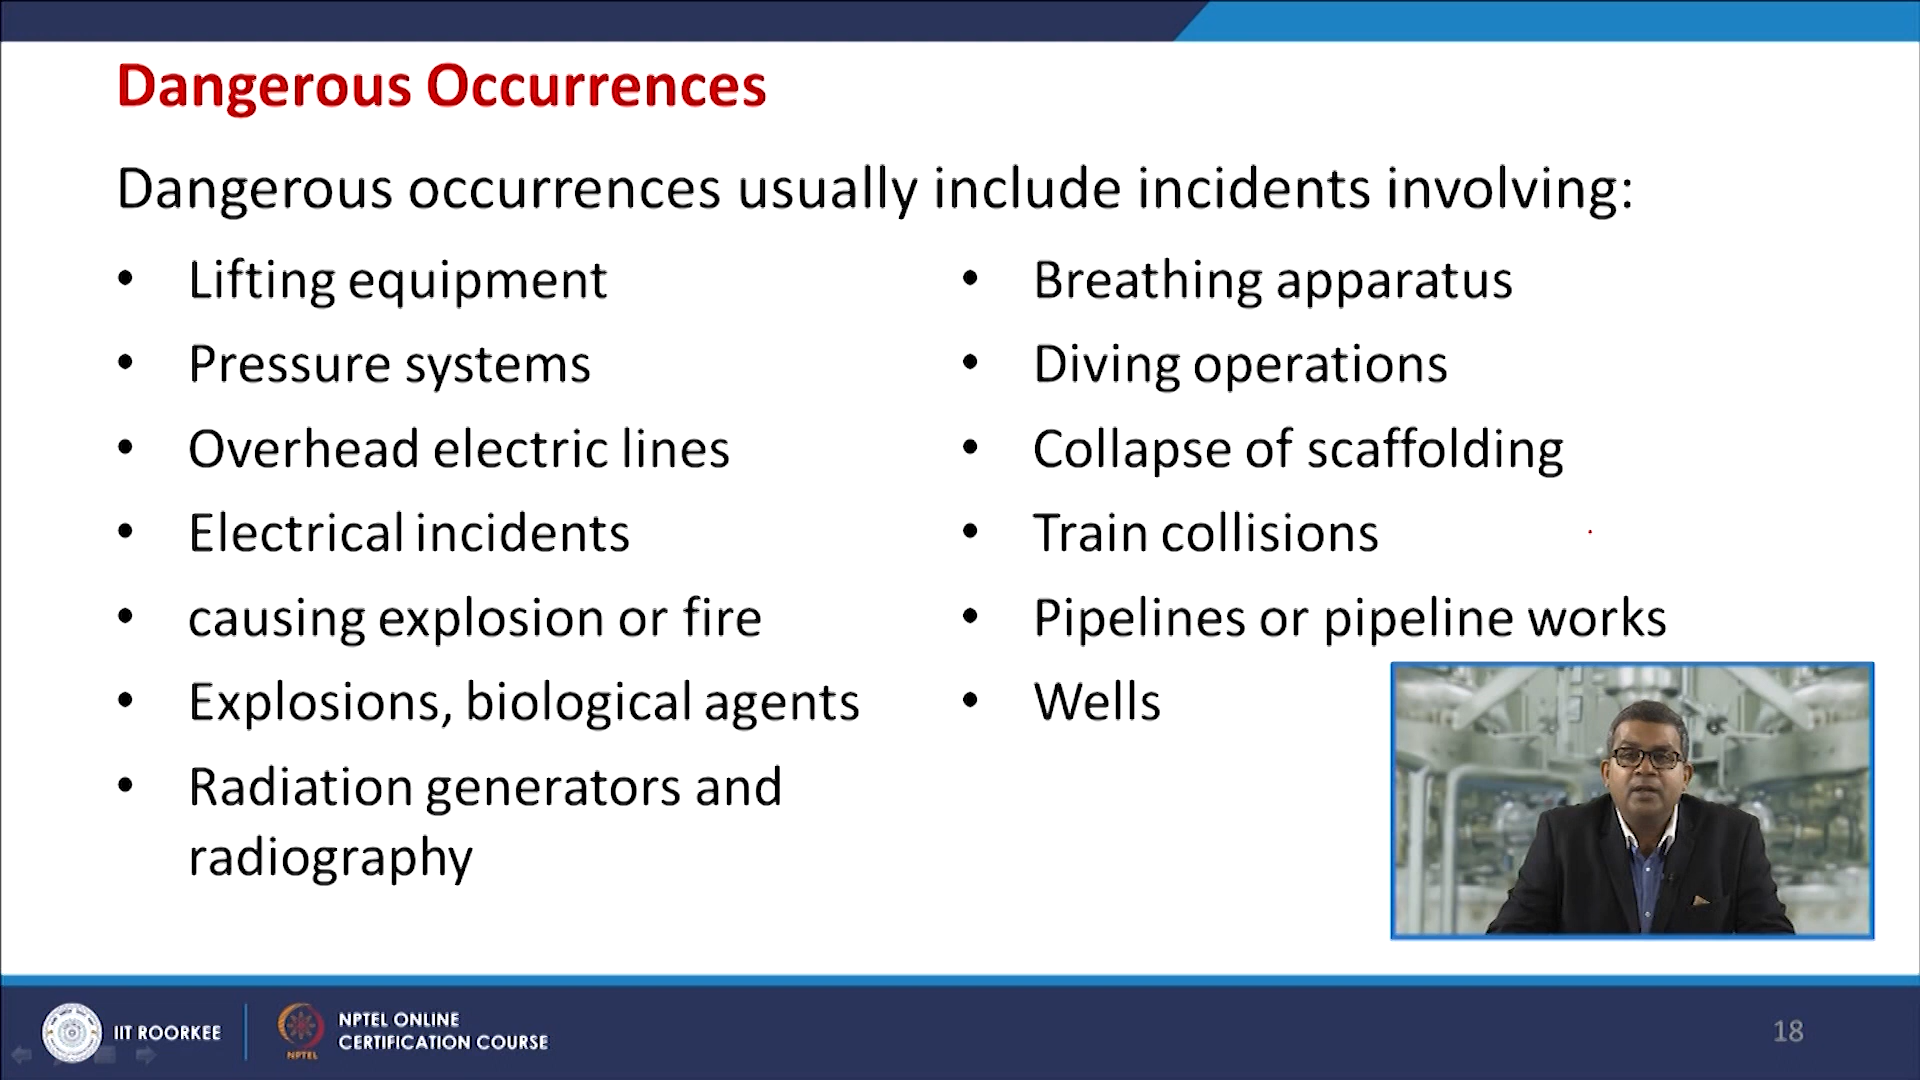 Dangerous Occurrences
Dangerous occurrences usually include incidents involving:
• Lifting equipment
• Pressure systems
• Overhead electric lines
• Electrical incidents
• causing explosion or fire
• Explosions, biological agents
• Radiation generators and
radiography
• Breathing apparatus
• Diving operations
• Collapse of scaffolding
• Train collisions
• Pipelines or pipeline works
• Wells
IIT ROORKEE
NPTEL
NPTEL ONLINE
CERTIFICATION COURSE
18